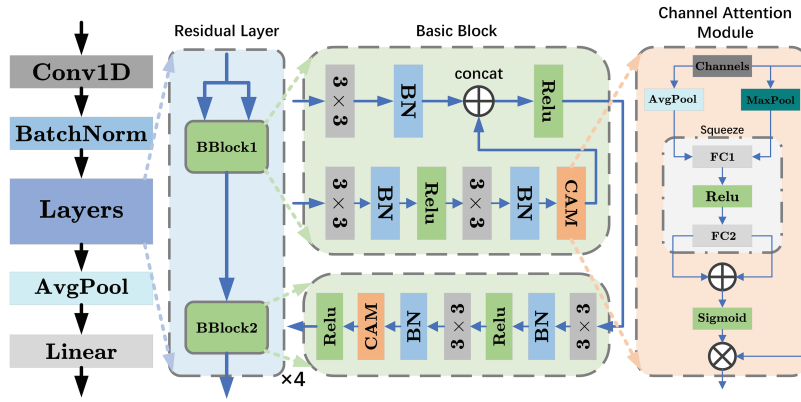 Residual Layer
Basic Block
Channel Attention
Module
Conv1D
BatchNorm
Layers
AvgPool
Linear
BBlock1
BBlock2
×4
3 × 3
BN
concat
Relu
3 × 3
BN
Relu
3 × 3
BN
CAM
Relu
CAM
BN
3 × 3
Relu
BN
3 × 3
Channels
AvgPool
MaxPool
Squeeze
FC1
Relu
FC2
Sigmoid